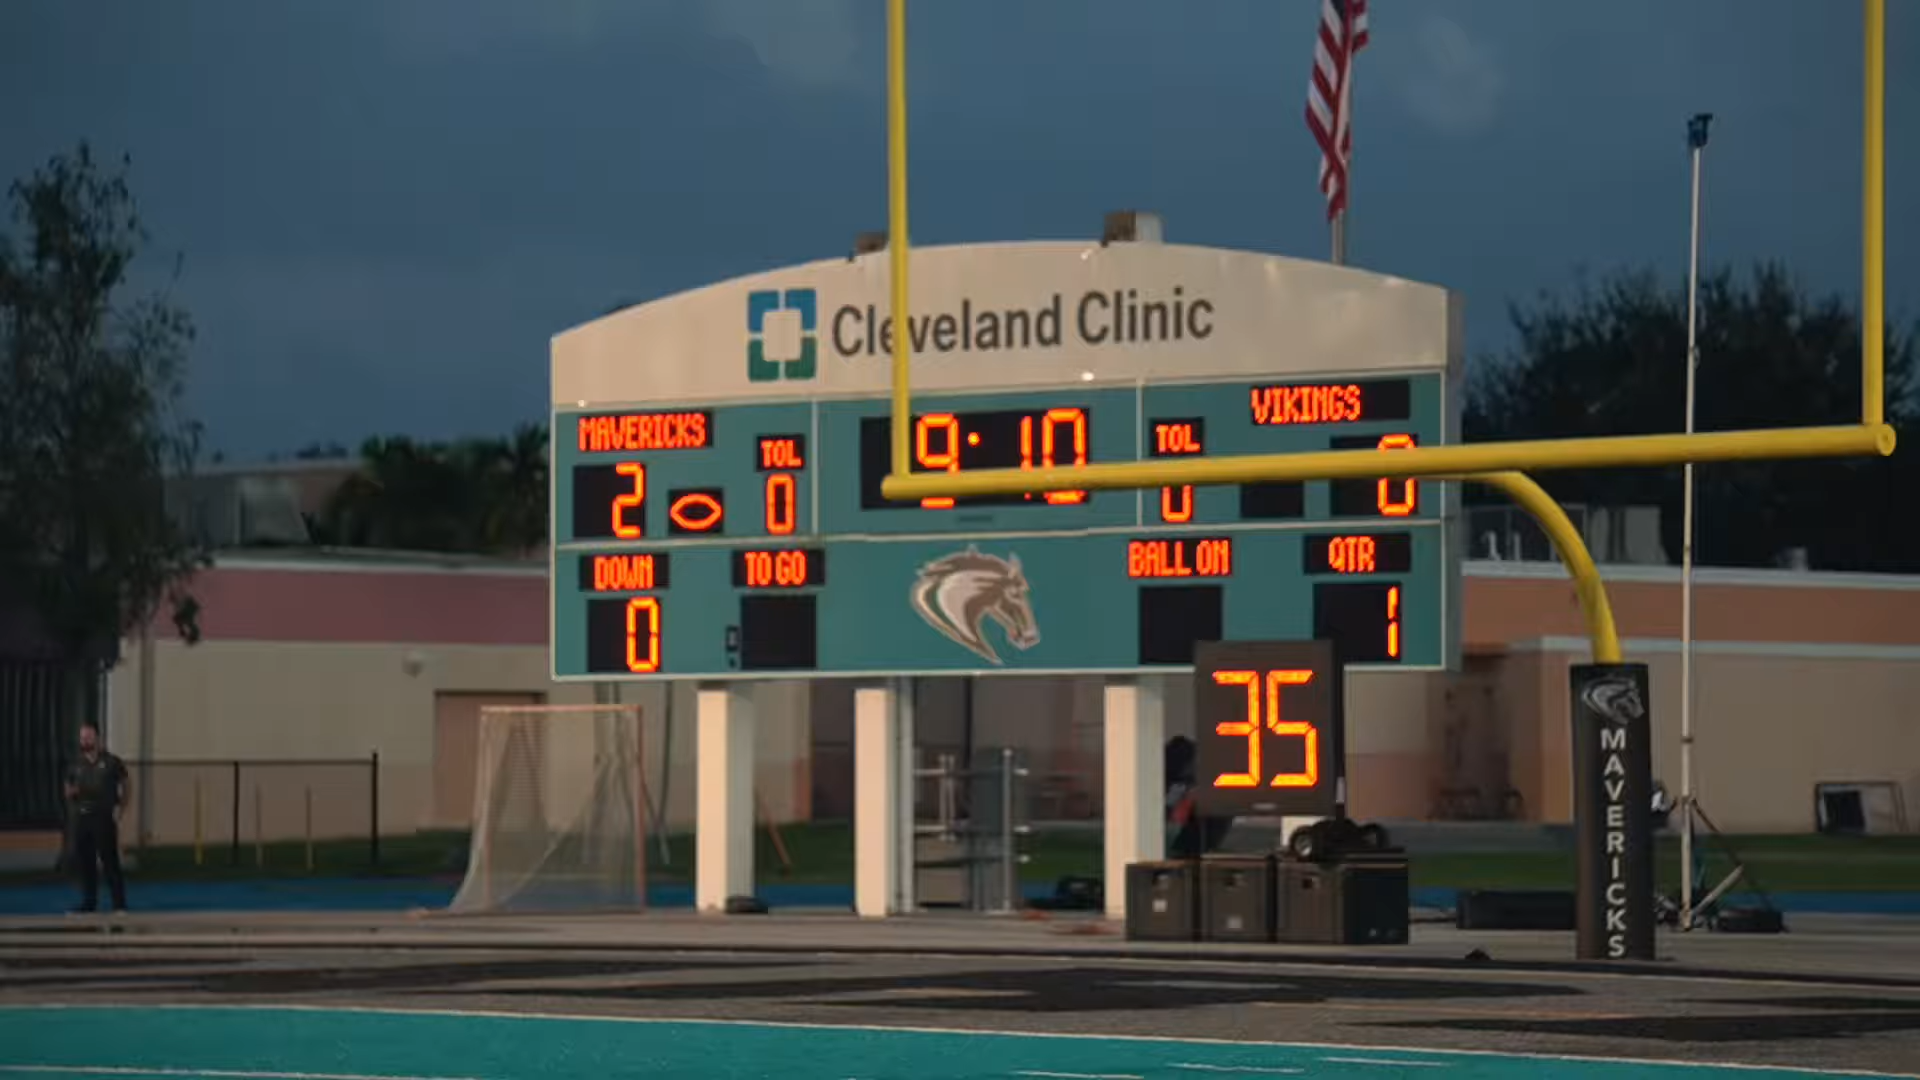 Cleveland Clinic
MAVERICKS
TOL
9:10
TOL
VIKINGS
2
0
0
0
DOWN
TO GO
BALL ON
QTR
0
1
35
MAVERICKS